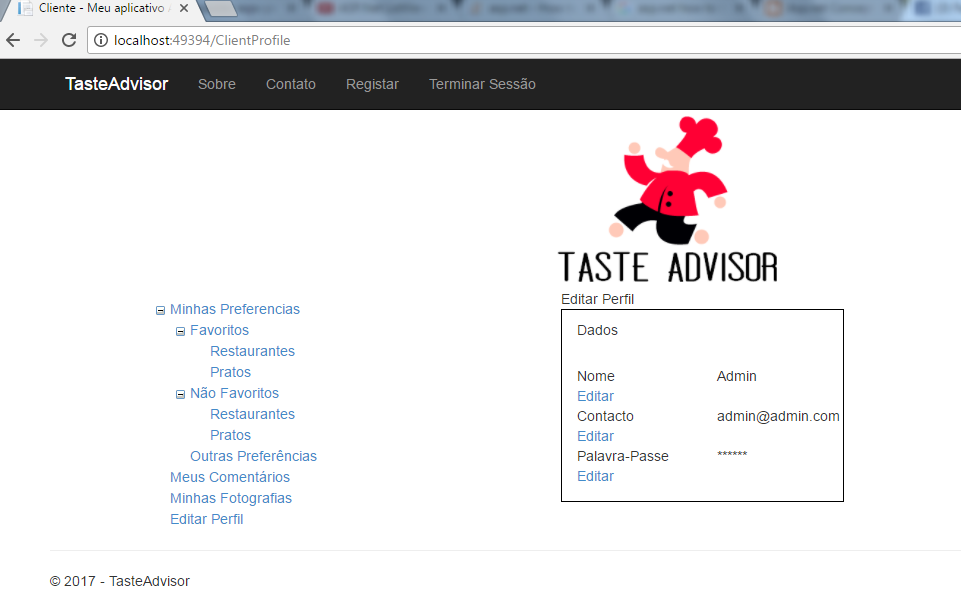 Cliente - Meu aplicativo
localhost:49394/ClientProfile
TasteAdvisor Sobre Contato Registar Terminar Sessão
TASTE ADVISOR
Minhas Preferencias
Favoritos
Restaurantes
Pratos
Não Favoritos
Restaurantes
Pratos
Outras Preferências
Meus Comentários
Minhas Fotografias
Editar Perfil
Editar Perfil
Dados
Nome Admin
Editar
Contacto admin@admin.com
Editar
Palavra-Passe ******
Editar
© 2017 - TasteAdvisor